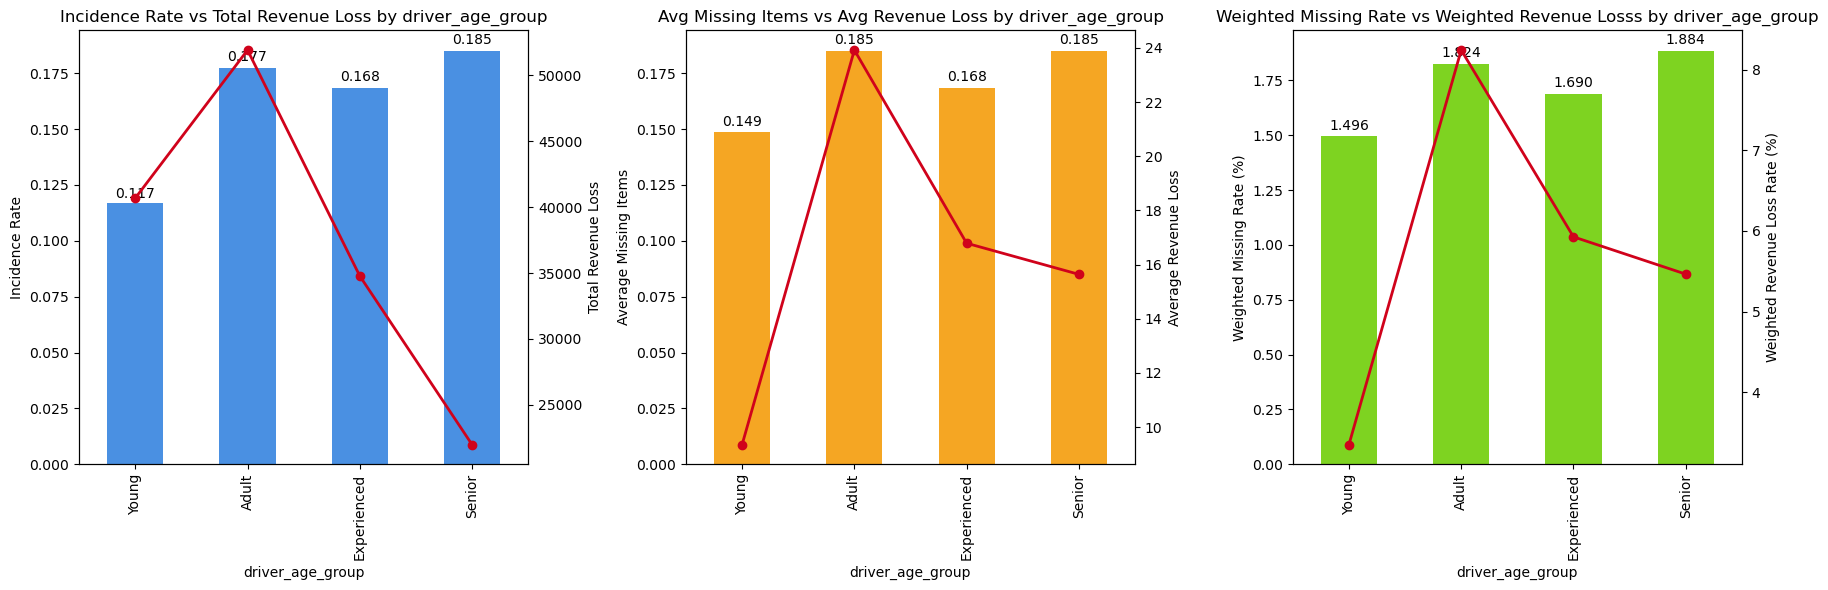 Incidence Rate vs Total Revenue Loss by driver_age_group
Incidence Rate
0.175
0.150
0.125
0.100
0.075
0.050
0.025
0.000
0.117
0.177
0.168
0.185
50000
45000
40000
35000
30000
25000
Total Revenue Loss
Young
Adult
Experienced
Senior
driver_age_group
Avg Missing Items vs Avg Revenue Loss by driver_age_group
Average Missing Items
0.175
0.150
0.125
0.100
0.075
0.050
0.025
0.000
0.149
0.185
0.168
0.185
24
22
20
18
16
14
12
10
Average Revenue Loss
Young
Adult
Experienced
Senior
driver_age_group
Weighted Missing Rate vs Weighted Revenue Losss by driver_age_group
Weighted Missing Rate (%)
1.75
1.50
1.25
1.00
0.75
0.50
0.25
0.00
1.496
1.824
1.690
1.884
8
7
6
5
4
Weighted Revenue Loss Rate (%)
Young
Adult
Experienced
Senior
driver_age_group